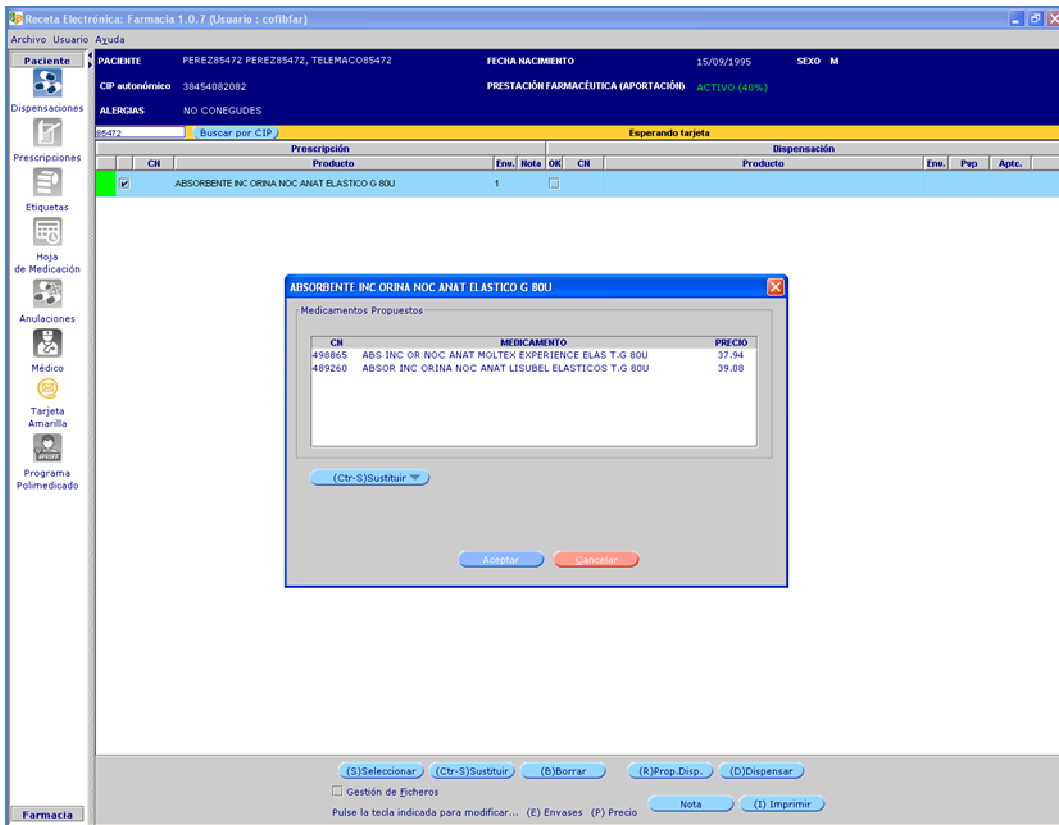 Receta Electrónica: Farmacia 1.0.7 (Usuario : cofibfar)
Archivo Usuario Ayuda
Paciente
Dispensaciones
Prescripciones
Etiquetas
Hoja
de Medicación
Anulaciones
Médico
Tarjeta
Amarilla
Programa
Polimedicado
Farmacia
PACIENTE PEREZ85472 PEREZ85472, TELEMACO85472 FECHA NACIMIENTO 15/09/1995 SEXO M
CIP autonómico 38454082082 PRESTACIÓN FARMACÉUTICA (APORTACIÓN) ACTIVO (40%)
ALERGIAS NO CONEGUDES
85472 Buscar por CIP Esperando tarjeta
Prescripción Dispensación
CN Producto Env. Nota OK CN Producto Env. Pvp Aptc.
ABSORBENTE INC ORINA NOC ANAT ELASTICO G 80U 1
ABSORBENTE INC ORINA NOC ANAT ELASTICO G 80U
Medicamentos Propuestos
CN MEDICAMENTO PRECIO
498865 ABS INC OR NOC ANAT MOLTEX EXPERIENCE ELAS T.G 80U 37.94
489260 ABSOR INC ORINA NOC ANAT LISUBEL ELASTICOS T.G 80U 39.08
(Ctr-S)Sustituir
Aceptar Cancelar
(S)Seleccionar (Ctr-S)Sustituir (B)Borrar (R)Prop.Disp. (D)Dispensar
Gestión de Ficheros
Nota (I) Imprimir
Pulse la tecla indicada para modificar... (E) Envases (P) Precio